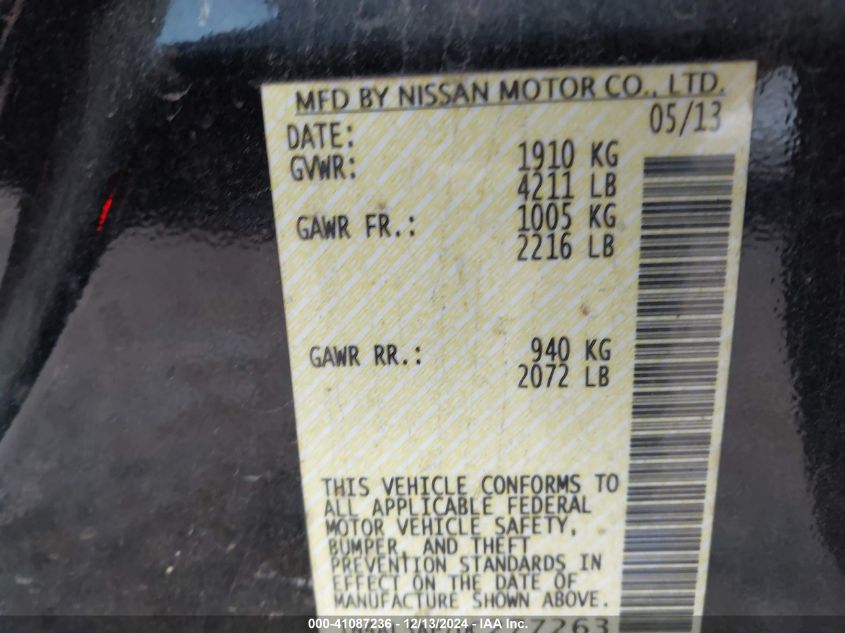 MFD BY NISSAN MOTOR CO., LTD.
DATE: 05/13
GVWR: 1910 KG
4211 LB
GAWR FR.: 1005 KG
2216 LB
GAWR RR.: 940 KG
2072 LB
THIS VEHICLE CONFORMS TO
ALL APPLICABLE FEDERAL
MOTOR VEHICLE SAFETY,
BUMPER, AND THEFT
PREVENTION STANDARDS IN
EFFECT ON THE DATE OF
MANUFACTURE SHOWN ABOVE.
000-41087236 - 12/13/2024 - IAA Inc.